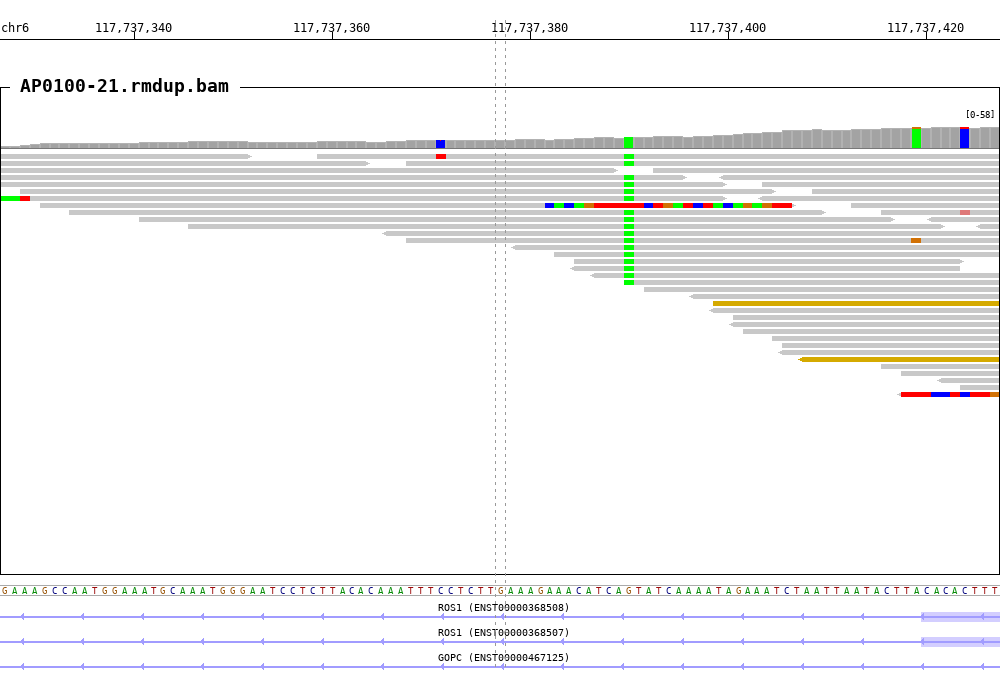 chr6 117,737,340 117,737,360 117,737,380 117,737,400 117,737,420
AP0100-21.rmdup.bam
[0-58]
GAAAGCCAATGGAAATGCAAATGGGAATCCTCTTACACAAATTTCCTCTTGAAAGAAACATCAGTATCAAAATAGAAATCTAATTAATACTTACACACTTT
ROS1 (ENST00000368508)
ROS1 (ENST00000368507)
GOPC (ENST00000467125)